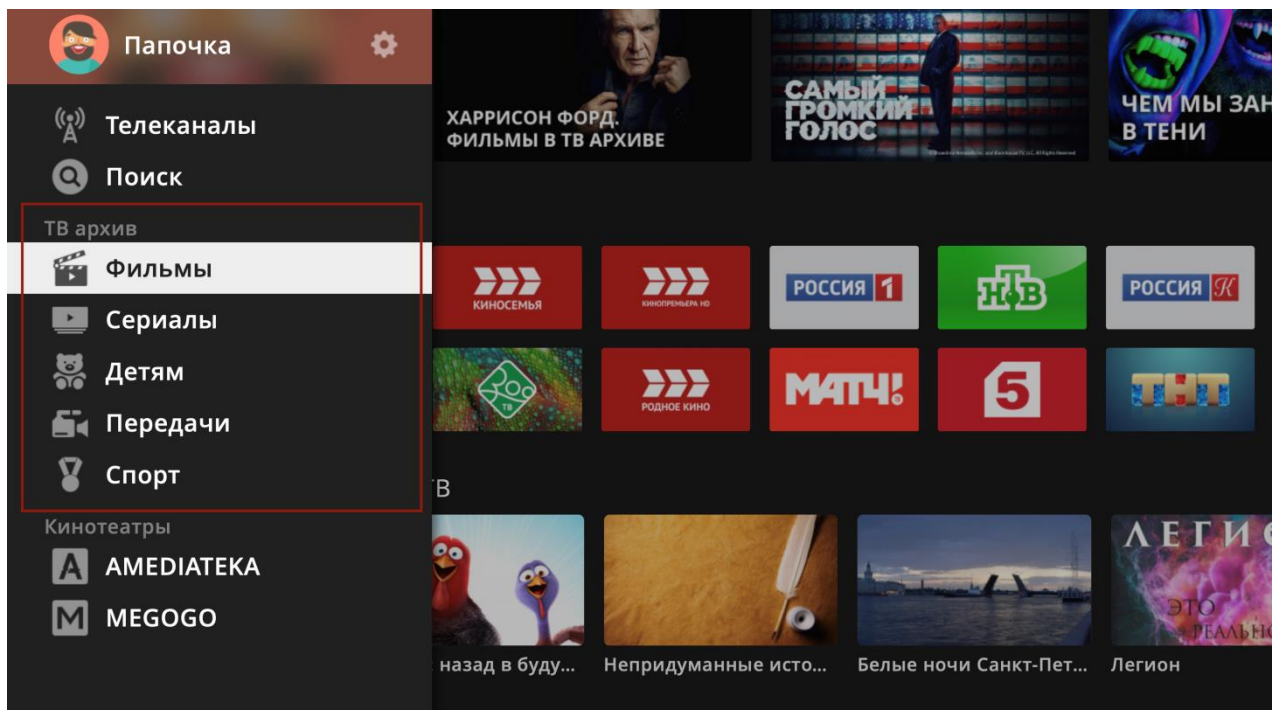 Папочка
Телеканалы
Поиск
ТВ архив
Фильмы
Сериалы
Детям
Передачи
Спорт
Кинотеатры
A AMEDIATEKA
M MEGOGO
ХАРРИСОН ФОРД.
ФИЛЬМЫ В ТВ АРХИВЕ
САМЫЙ
ГРОМКИЙ
ГОЛОС
ЧЕМ МЫ ЗАН
В ТЕНИ
КИНОСЕМЬЯ
КИНОПРЕМЬЕРА HD
РОССИЯ 1
НТВ
РОССИЯ К
ZOO ТВ
РОДНОЕ КИНО
МАТЧ!
5
ТНТ
ТВ
назад в буду...
Непридуманные исто...
Белые ночи Санкт-Пет...
ЛЕГИО
ЭТО
РЕАЛЬНО
Легион